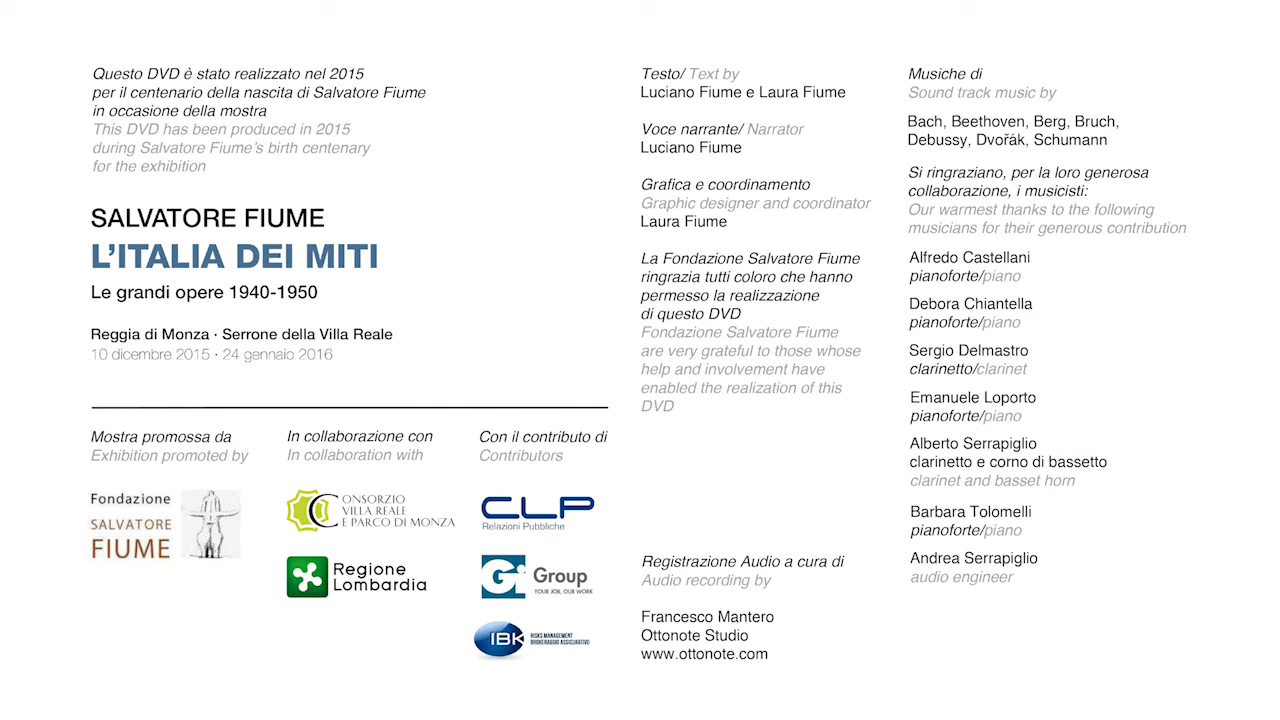 Questo DVD è stato realizzato nel 2015
per il centenario della nascita di Salvatore Fiume
in occasione della mostra
This DVD has been produced in 2015
during Salvatore Fiume's birth centenary
for the exhibition
SALVATORE FIUME
L'ITALIA DEI MITI
Le grandi opere 1940-1950
Reggia di Monza · Serrone della Villa Reale
10 dicembre 2015 · 24 gennaio 2016
Mostra promossa da
Exhibition promoted by
Fondazione
SALVATORE
FIUME
In collaborazione con
In collaboration with
CONSORZIO
VILLA REALE
E PARCO DI MONZA
Regione
Lombardia
Con il contributo di
Contributors
CLP
Relazioni Pubbliche
Gi Group
YOUR JOB, OUR WORK
IBK
RISKS MANAGEMENT
BROKERAGGIO ASSICURATIVO
Testo/ Text by
Luciano Fiume e Laura Fiume
Voce narrante/ Narrator
Luciano Fiume
Grafica e coordinamento
Graphic designer and coordinator
Laura Fiume
La Fondazione Salvatore Fiume
ringrazia tutti coloro che hanno
permesso la realizzazione
di questo DVD
Fondazione Salvatore Fiume
are very grateful to those whose
help and involvement have
enabled the realization of this
DVD
Registrazione Audio a cura di
Audio recording by
Francesco Mantero
Ottonote Studio
www.ottonote.com
Musiche di
Sound track music by
Bach, Beethoven, Berg, Bruch,
Debussy, Dvořák, Schumann
Si ringraziano, per la loro generosa
collaborazione, i musicisti:
Our warmest thanks to the following
musicians for their generous contribution
Alfredo Castellani
pianoforte/piano
Debora Chiantella
pianoforte/piano
Sergio Delmastro
clarinetto/clarinet
Emanuele Loporto
pianoforte/piano
Alberto Serrapiglio
clarinetto e corno di bassetto
clarinet and basset horn
Barbara Tolomelli
pianoforte/piano
Andrea Serrapiglio
audio engineer